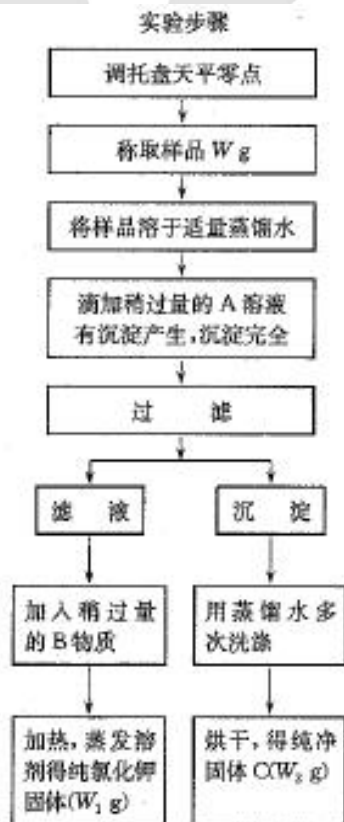 实验步骤
调托盘天平零点
称取样品 W g
将样品溶于适量蒸馏水
滴加稍过量的 A 溶液
有沉淀产生,沉淀完全
过 滤
滤 液
沉 淀
加入稍过量
的 B 物质
用蒸馏水多
次洗涤
加热,蒸发溶
剂得纯氯化钾
固体(W₁ g)
烘干,得纯净
固体 C(W₂ g)